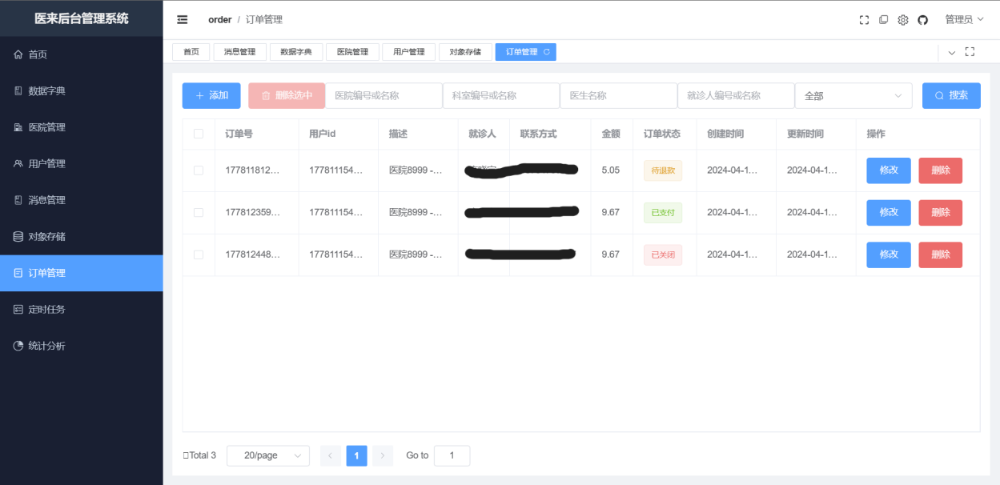 医来后台管理系统
order / 订单管理
管理员
首页 消息管理 数据字典 医院管理 用户管理 对象存储 订单管理
首页
数据字典
医院管理
用户管理
消息管理
对象存储
订单管理
定时任务
统计分析
+ 添加 删除选中 医院编号或名称 科室编号或名称 医生名称 就诊人编号或名称 全部 搜索
订单号 用户id 描述 就诊人 联系方式 金额 订单状态 创建时间 更新时间 操作
177811812... 177811154... 医院8999 -... 5.05 待退款 2024-04-1... 2024-04-1... 修改 删除
177812359... 177811154... 医院8999 -... 9.67 已支付 2024-04-1... 2024-04-1... 修改 删除
177812448... 177811154... 医院8999 -... 9.67 已关闭 2024-04-1... 2024-04-1... 修改 删除
Total 3 20/page 1 Go to 1